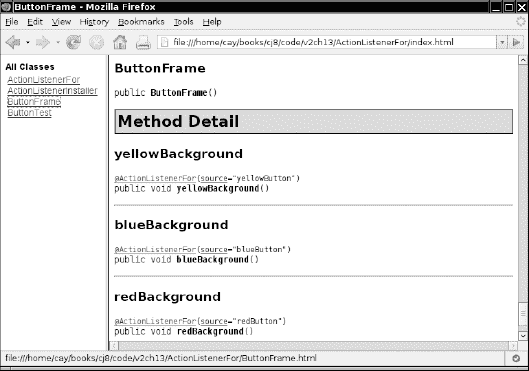 ButtonFrame - Mozilla Firefox
File Edit View History Bookmarks Tools Help
file:///home/cay/books/cj8/code/v2ch13/ActionListenerFor/index.html
All Classes
ActionListenerFor
ActionListenerInstaller
ButtonFrame
ButtonTest
ButtonFrame
public ButtonFrame()
Method Detail
yellowBackground
@ActionListenerFor(source="yellowButton")
public void yellowBackground()
blueBackground
@ActionListenerFor(source="blueButton")
public void blueBackground()
redBackground
@ActionListenerFor(source="redButton")
public void redBackground()
file:///home/cay/books/cj8/code/v2ch13/ActionListenerFor/ButtonFrame.html